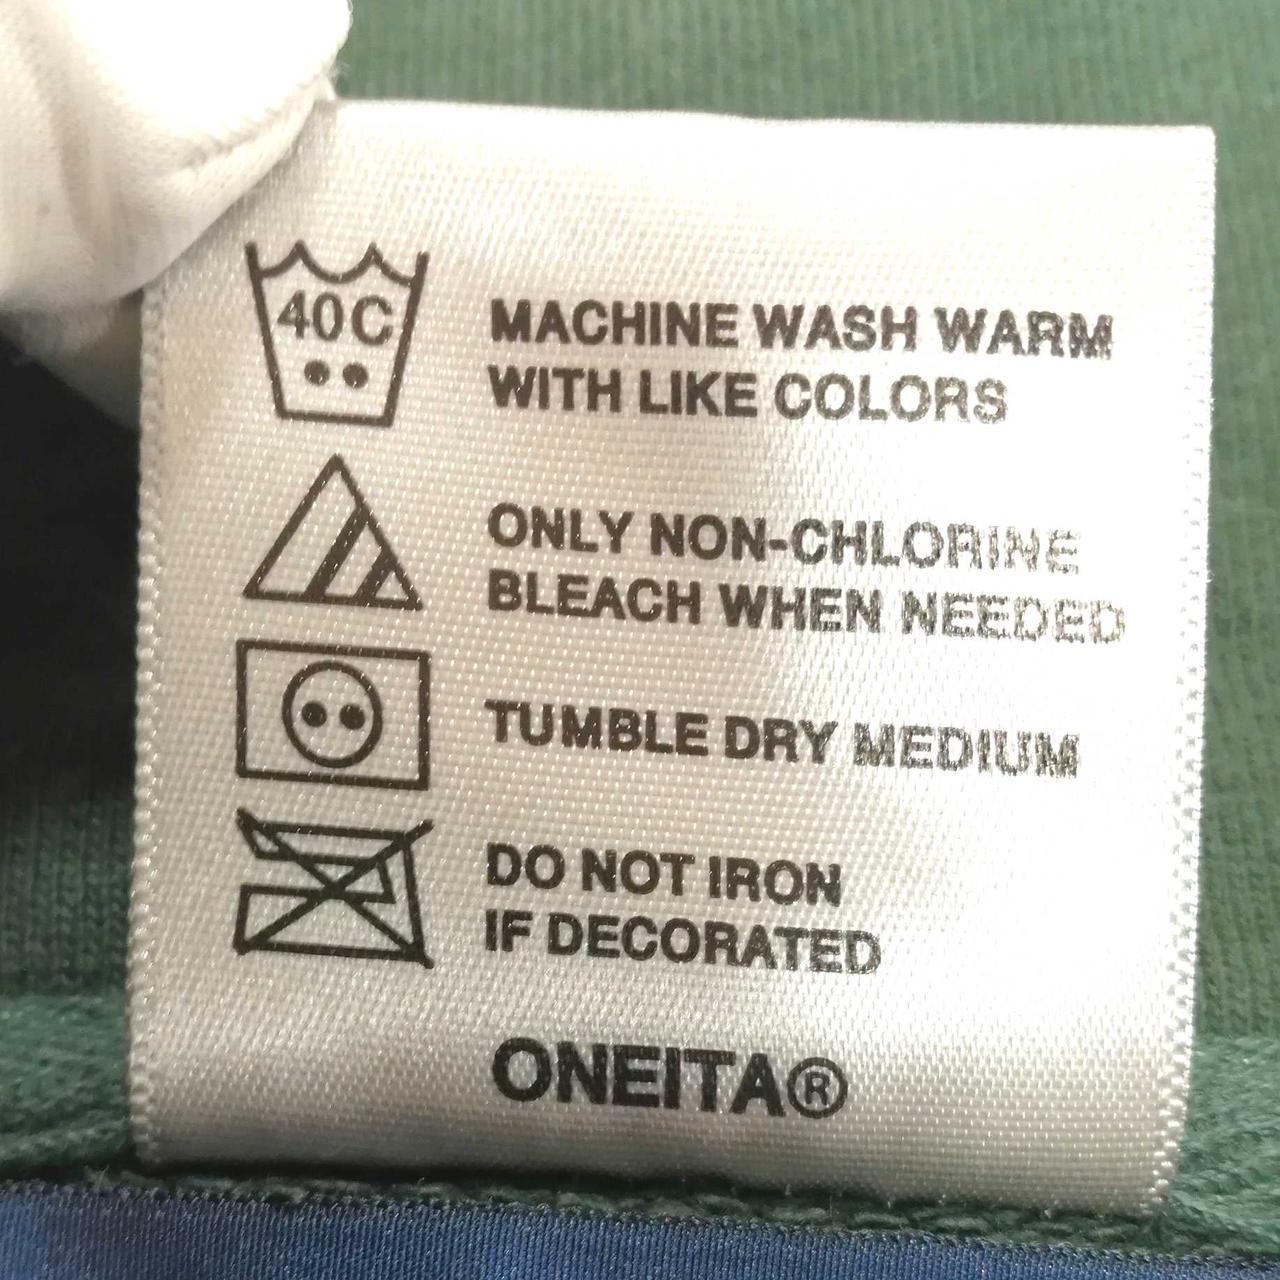 40C
MACHINE WASH WARM
WITH LIKE COLORS
ONLY NON-CHLORINE
BLEACH WHEN NEEDED
TUMBLE DRY MEDIUM
DO NOT IRON
IF DECORATED
ONEITA®